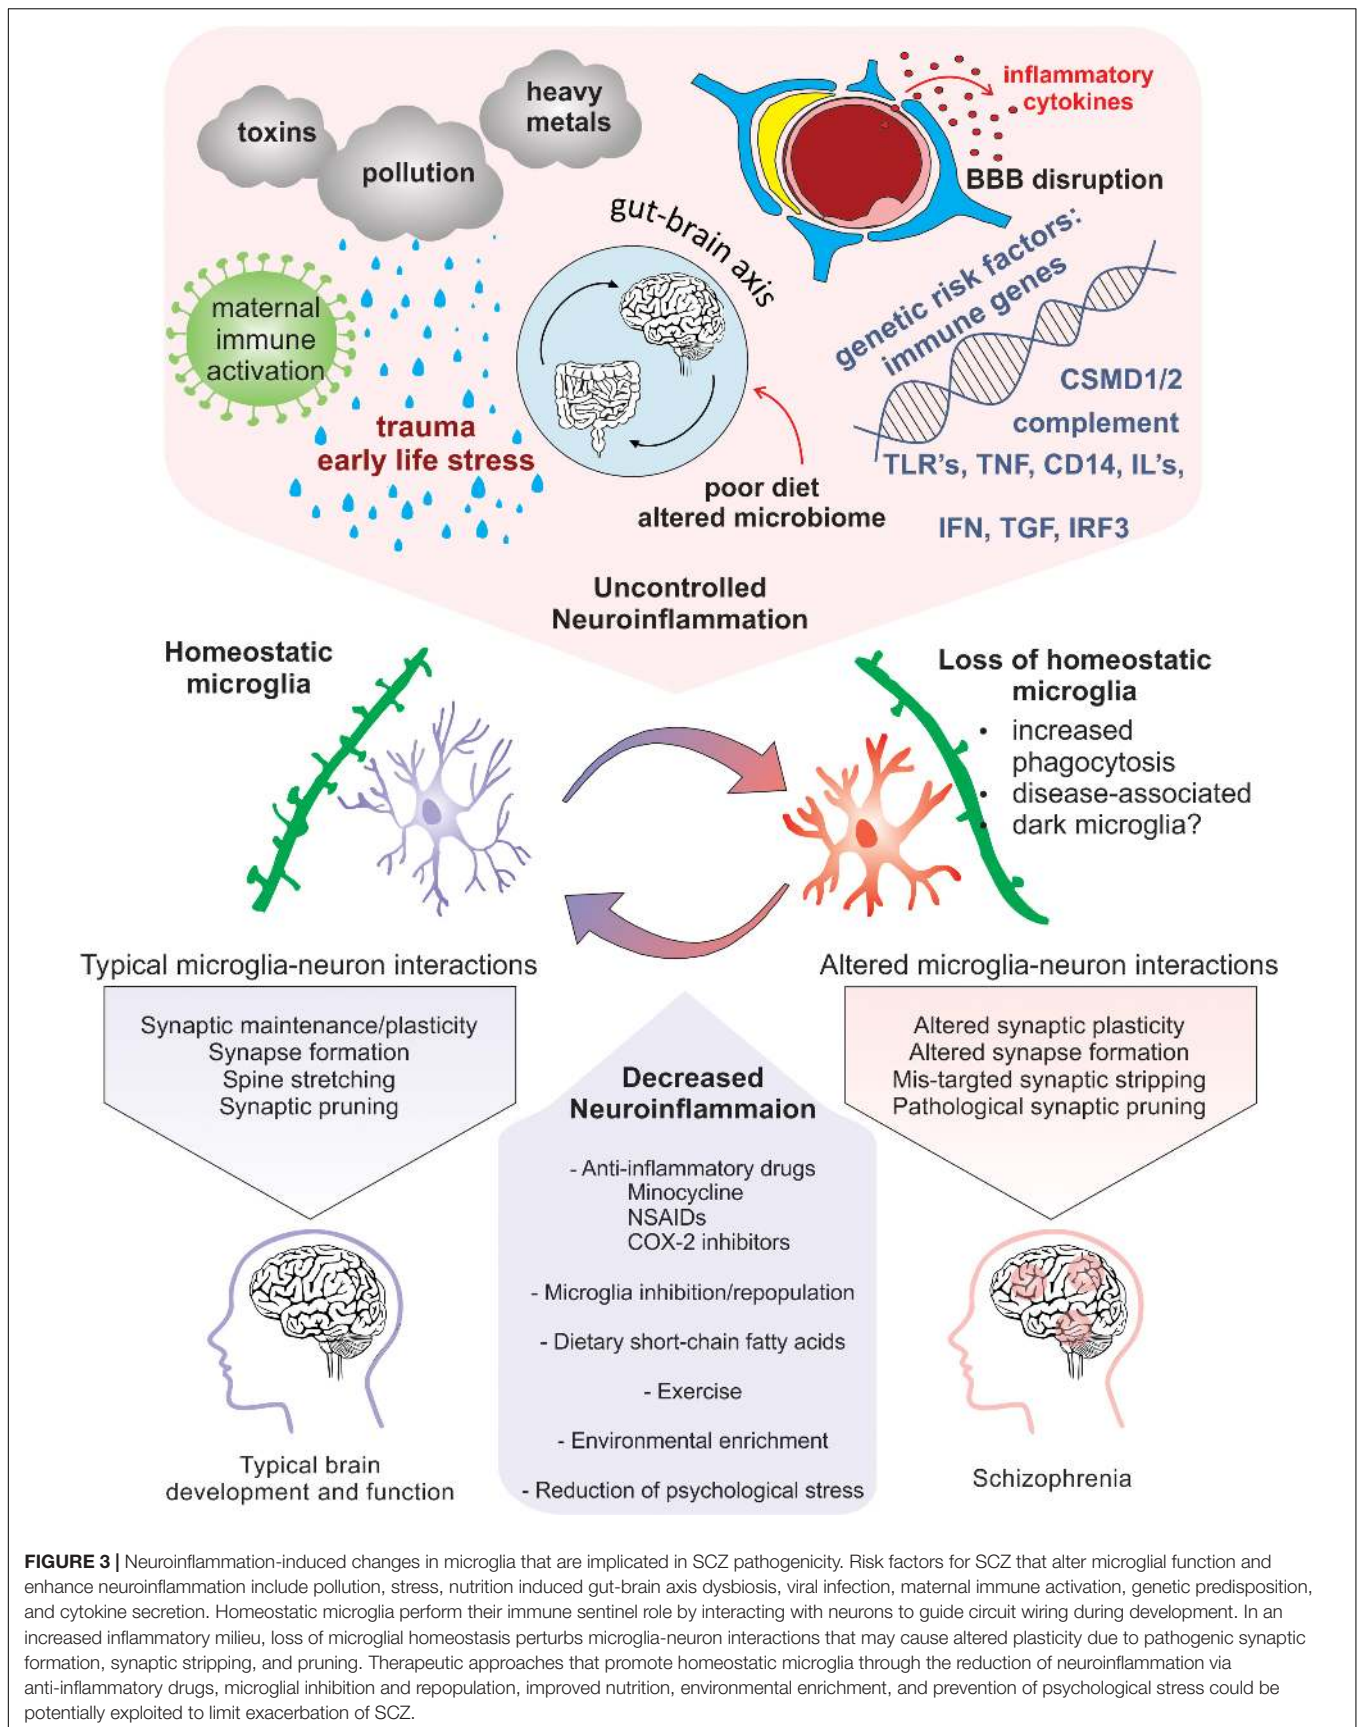 toxins
heavy
metals
pollution
inflammatory
cytokines
BBB disruption
gut-brain axis
maternal
immune
activation
genetic risk factors:
immune genes
CSMD1/2
complement
TLR's, TNF, CD14, IL's,
IFN, TGF, IRF3
trauma
early life stress
poor diet
altered microbiome
Uncontrolled
Neuroinflammation
Homeostatic
microglia
Loss of homeostatic
microglia
• increased
phagocytosis
• disease-associated
• dark microglia?
Typical microglia-neuron interactions
Altered microglia-neuron interactions
Synaptic maintenance/plasticity
Synapse formation
Spine stretching
Synaptic pruning
Altered synaptic plasticity
Altered synapse formation
Mis-targted synaptic stripping
Pathological synaptic pruning
Decreased
Neuroinflammaion
- Anti-inflammatory drugs
Minocycline
NSAIDs
COX-2 inhibitors
- Microglia inhibition/repopulation
- Dietary short-chain fatty acids
- Exercise
- Environmental enrichment
- Reduction of psychological stress
Typical brain
development and function
Schizophrenia
FIGURE 3 | Neuroinflammation-induced changes in microglia that are implicated in SCZ pathogenicity. Risk factors for SCZ that alter microglial function and
enhance neuroinflammation include pollution, stress, nutrition induced gut-brain axis dysbiosis, viral infection, maternal immune activation, genetic predisposition,
and cytokine secretion. Homeostatic microglia perform their immune sentinel role by interacting with neurons to guide circuit wiring during development. In an
increased inflammatory milieu, loss of microglial homeostasis perturbs microglia-neuron interactions that may cause altered plasticity due to pathogenic synaptic
formation, synaptic stripping, and pruning. Therapeutic approaches that promote homeostatic microglia through the reduction of neuroinflammation via
anti-inflammatory drugs, microglial inhibition and repopulation, improved nutrition, environmental enrichment, and prevention of psychological stress could be
potentially exploited to limit exacerbation of SCZ.